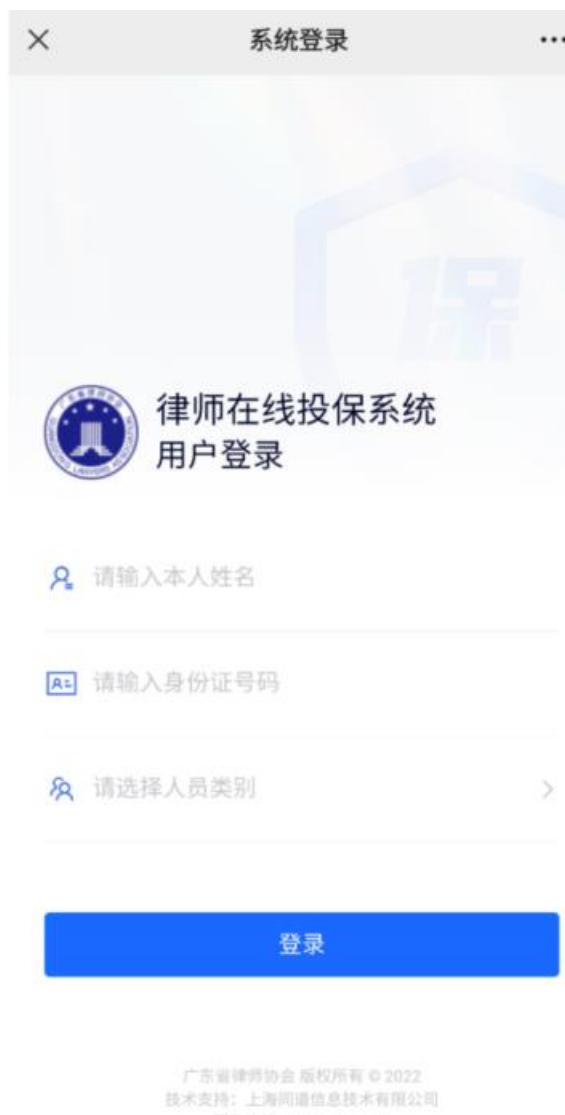 系统登录
保
律师在线投保系统
用户登录
请输入本人姓名
请输入身份证号码
请选择人员类别
登录
广东省律师协会 版权所有 © 2022
技术支持：上海同道信息技术有限公司